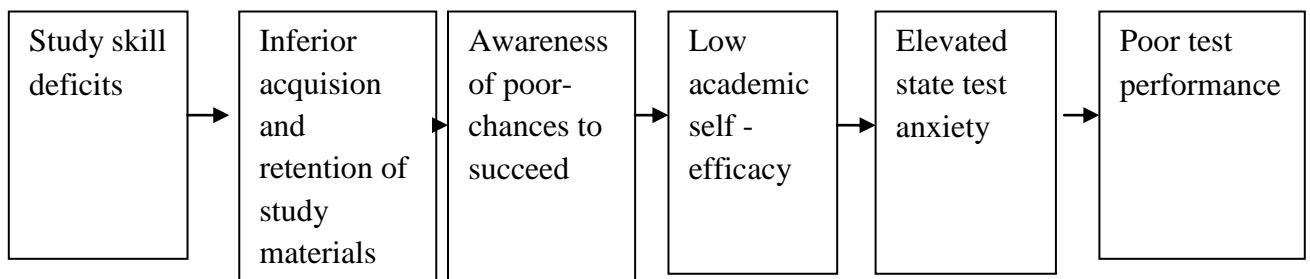 Study skill
deficits
Inferior
acquision
and
retention of
study
materials
Awareness
of poor-
chances to
succeed
Low
academic
self -
efficacy
Elevated
state test
anxiety
Poor test
performance